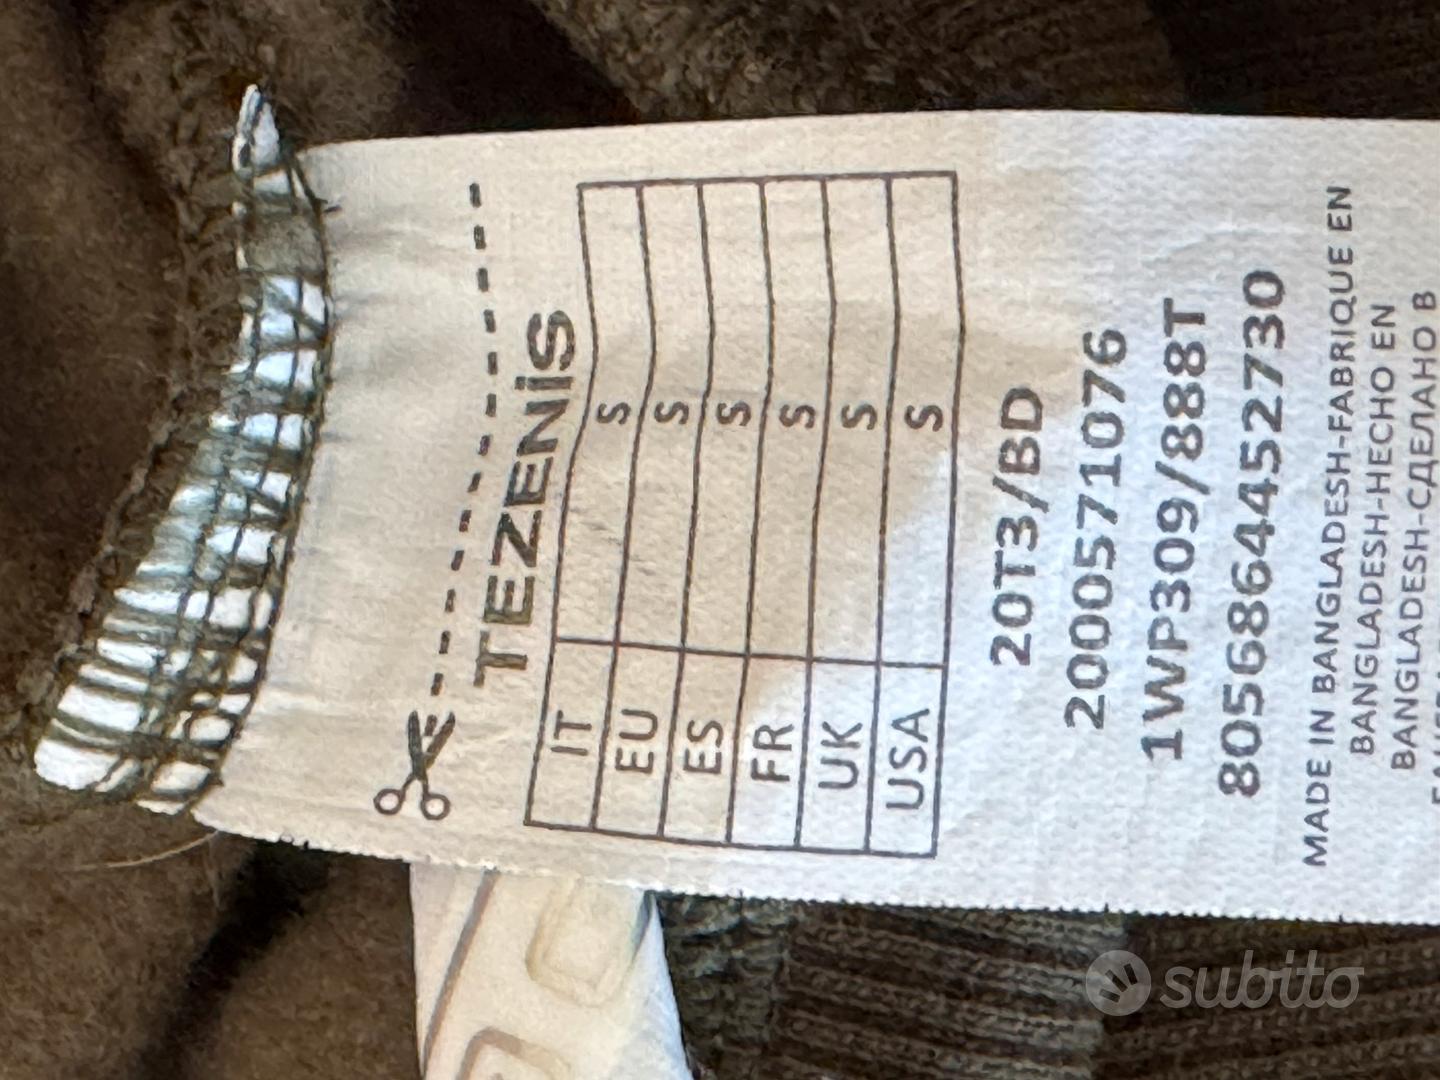 TEZENIS
IT S
EU S
ES S
FR S
UK S
USA S
20T3/BD
2000571076
1WP309/888T
8056864452730
MADE IN BANGLADESH-FABRIQUE EN
BANGLADESH-HECHO EN
BANGLADESH-СДЕЛАНО В
subito